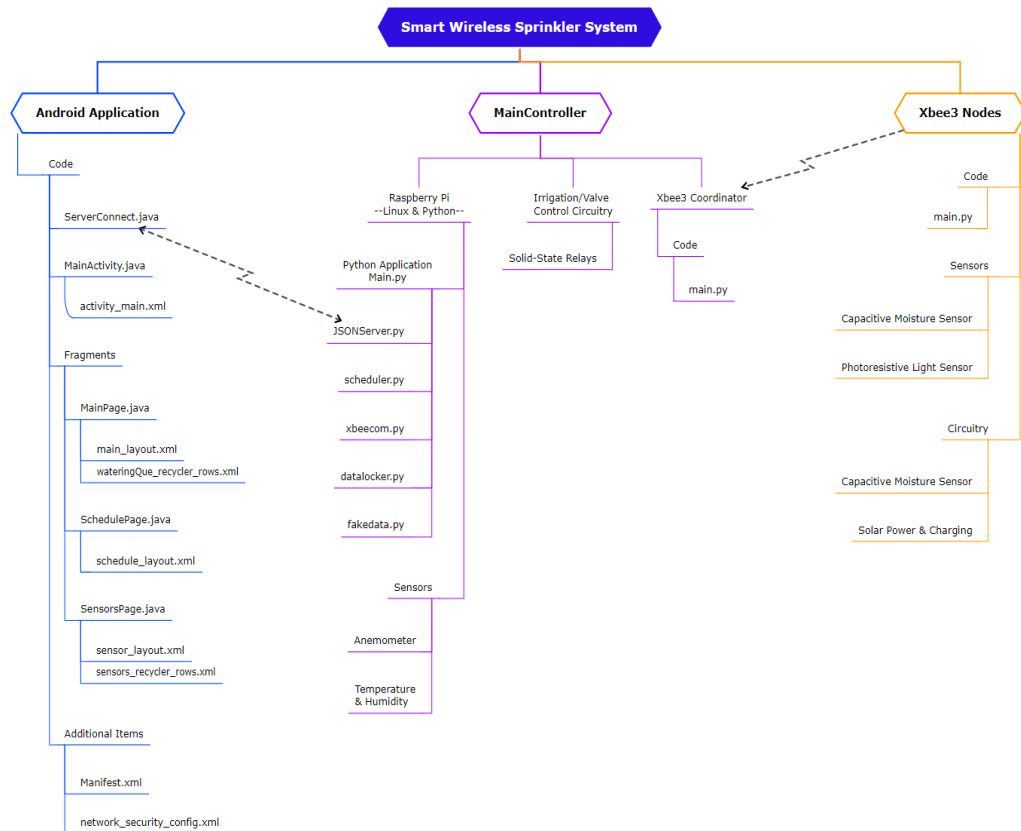 Smart Wireless Sprinkler System
Android Application
Code
ServerConnect.java
MainActivity.java
activity_main.xml
Fragments
MainPage.java
main_layout.xml
wateringQue_recycler_rows.xml
SchedulePage.java
schedule_layout.xml
SensorsPage.java
sensor_layout.xml
sensors_recycler_rows.xml
Additional Items
Manifest.xml
network_security_config.xml
MainController
Raspberry Pi
--Linux & Python--
Python Application
Main.py
JSONServer.py
scheduler.py
xbeecom.py
datalocker.py
fakedata.py
Sensors
Anemometer
Temperature
& Humidity
Irrigation/Valve
Control Circuitry
Solid-State Relays
Xbee3 Coordinator
Code
main.py
Xbee3 Nodes
Code
main.py
Sensors
Capacitive Moisture Sensor
Photoresistive Light Sensor
Circuitry
Capacitive Moisture Sensor
Solar Power & Charging